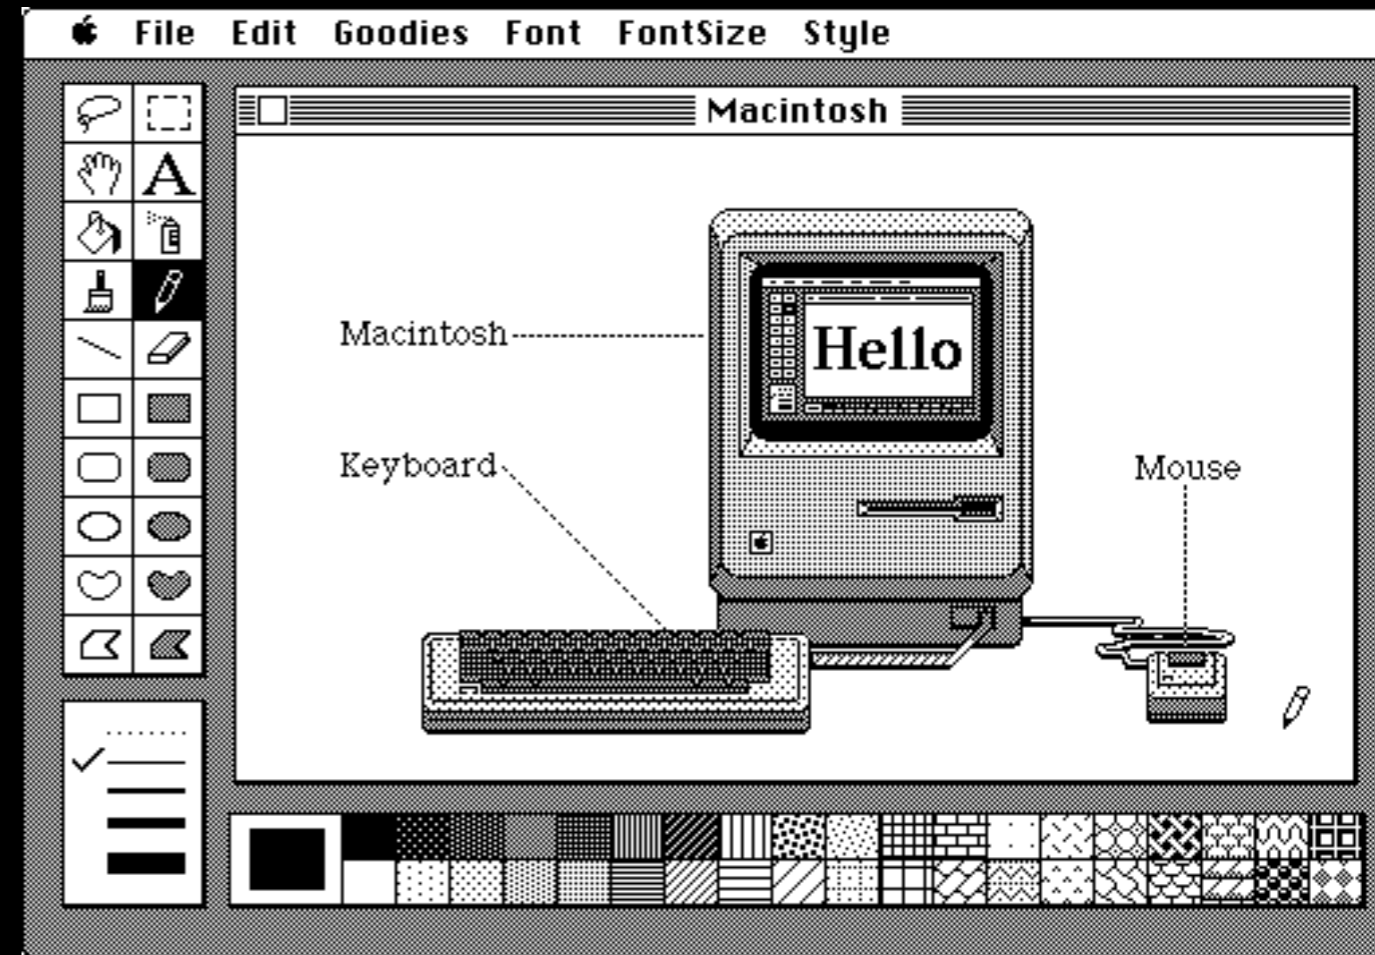 File Edit Goodies Font FontSize Style
Macintosh
A
Hello
Macintosh
Keyboard
Mouse